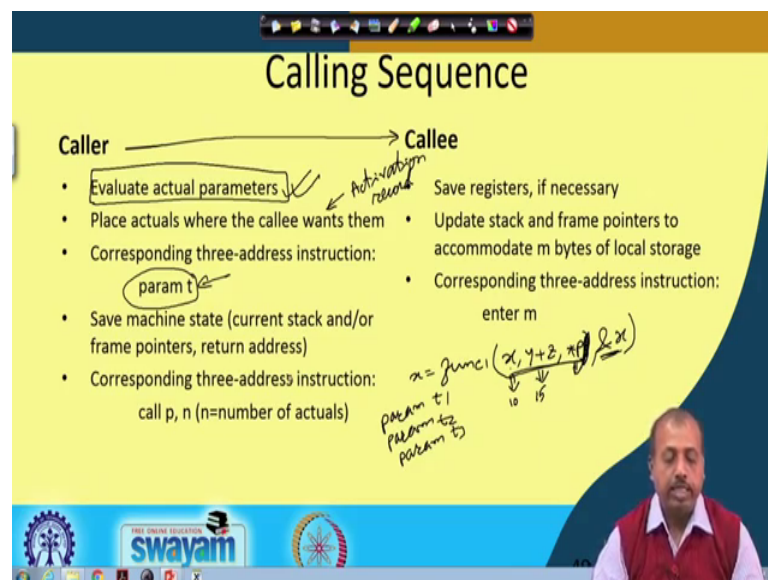 Calling Sequence
Caller
Evaluate actual parameters
Place actuals where the callee wants them
Corresponding three-address instruction:
param t
Save machine state (current stack and/or
frame pointers, return address)
Corresponding three-address instruction:
call p, n (n=number of actuals)
Activation
record
Callee
Save registers, if necessary
Update stack and frame pointers to
accommodate m bytes of local storage
Corresponding three-address instruction:
enter m
x = func1 (x, y+z, *p, &x)
10 15
param t1
param t2
param t3
FREE ONLINE EDUCATION
swayam